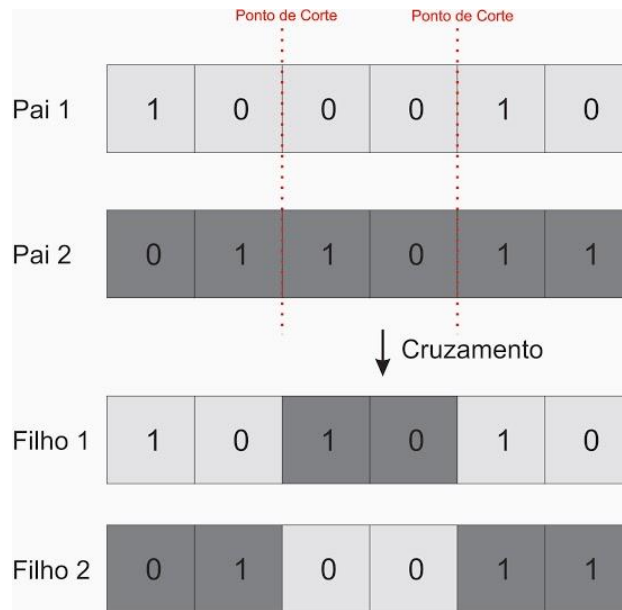 Ponto de Corte Ponto de Corte
Pai 1 1 0 0 0 1 0
Pai 2 0 1 1 0 1 1
Cruzamento
Filho 1 1 0 1 0 1 0
Filho 2 0 1 0 0 1 1